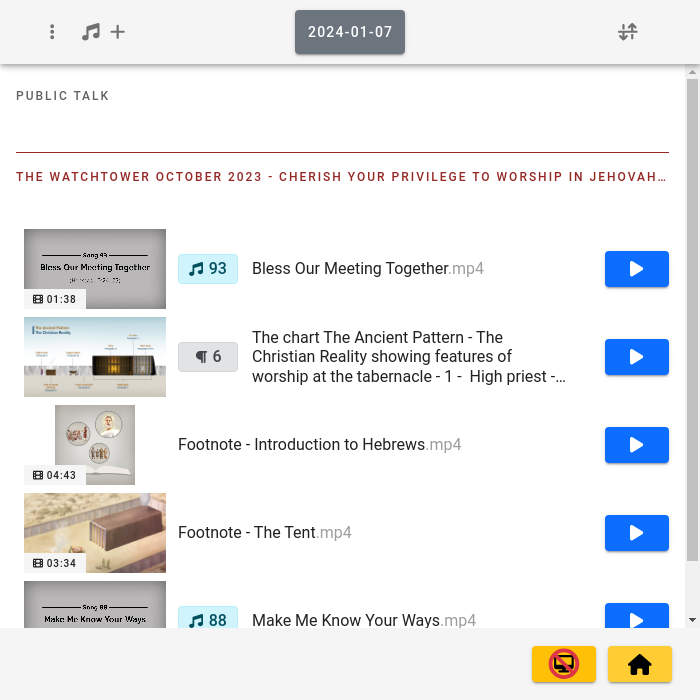 2024-01-07
PUBLIC TALK
THE WATCHTOWER OCTOBER 2023 - CHERISH YOUR PRIVILEGE TO WORSHIP IN JEHOVAH…
Song 93
Bless Our Meeting Together
01:38
93
Bless Our Meeting Together.mp4
The Ancient Pattern
The Christian Reality
¶ 6
The chart The Ancient Pattern - The
Christian Reality showing features of
worship at the tabernacle - 1 - High priest -…
04:43
Footnote - Introduction to Hebrews.mp4
03:34
Footnote - The Tent.mp4
Song 88
Make Me Know Your Ways
88
Make Me Know Your Ways.mp4